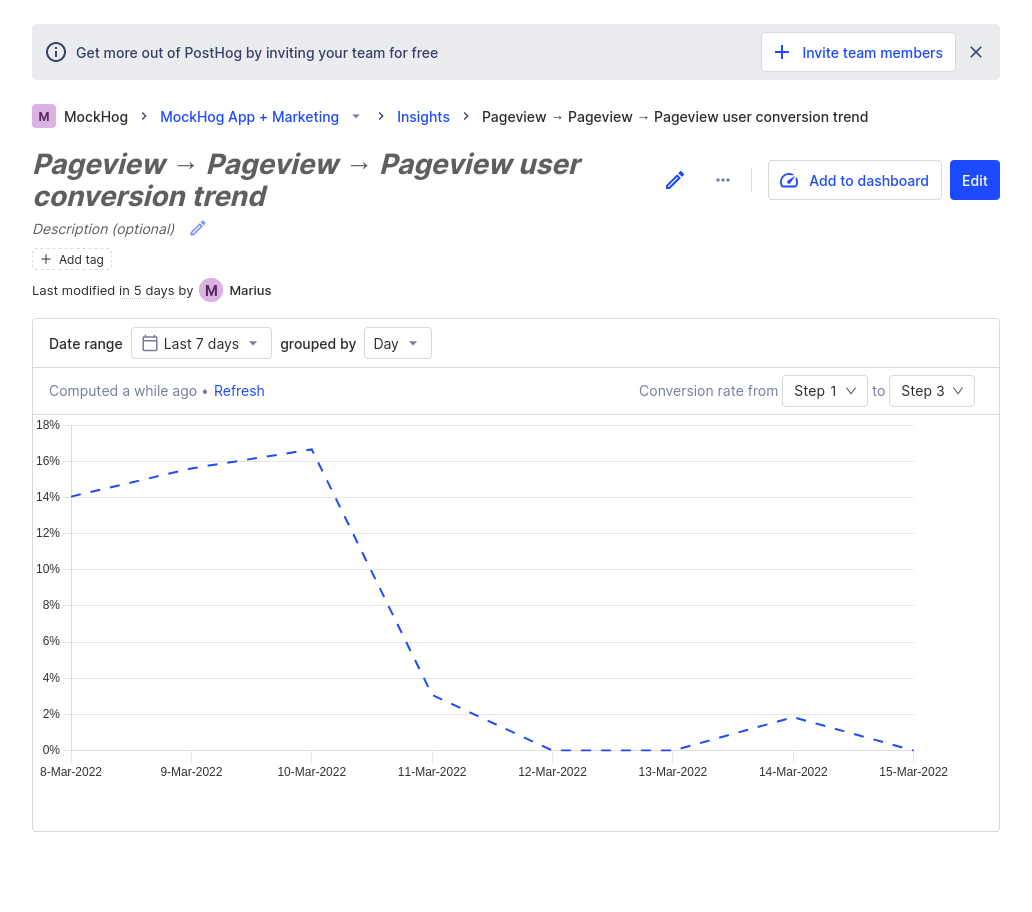 Get more out of PostHog by inviting your team for free
Invite team members
M MockHog > MockHog App + Marketing > Insights > Pageview → Pageview → Pageview user conversion trend
Pageview → Pageview → Pageview user
conversion trend
Add to dashboard
Edit
Description (optional)
+ Add tag
Last modified in 5 days by M Marius
Date range Last 7 days grouped by Day
Computed a while ago • Refresh
Conversion rate from Step 1 to Step 3
18%
16%
14%
12%
10%
8%
6%
4%
2%
0%
8-Mar-2022 9-Mar-2022 10-Mar-2022 11-Mar-2022 12-Mar-2022 13-Mar-2022 14-Mar-2022 15-Mar-2022